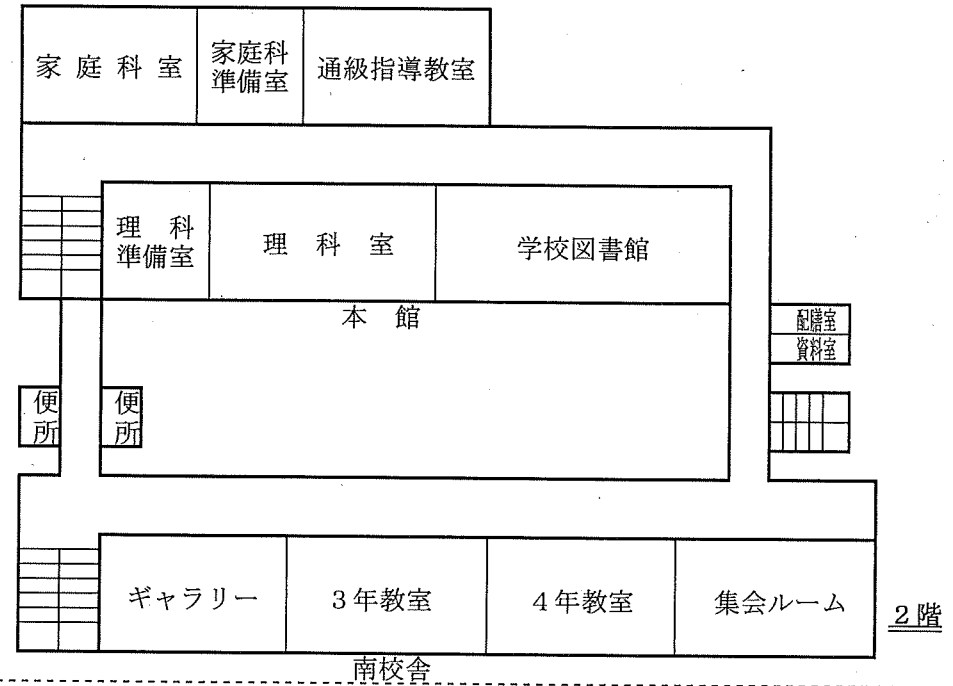 家庭科室
家庭科
準備室
通級指導教室
理科
準備室
理科室
学校図書館
本館
配膳室
資料室
便所
便所
ギャラリー
3年教室
4年教室
集会ルーム
2階
南校舎